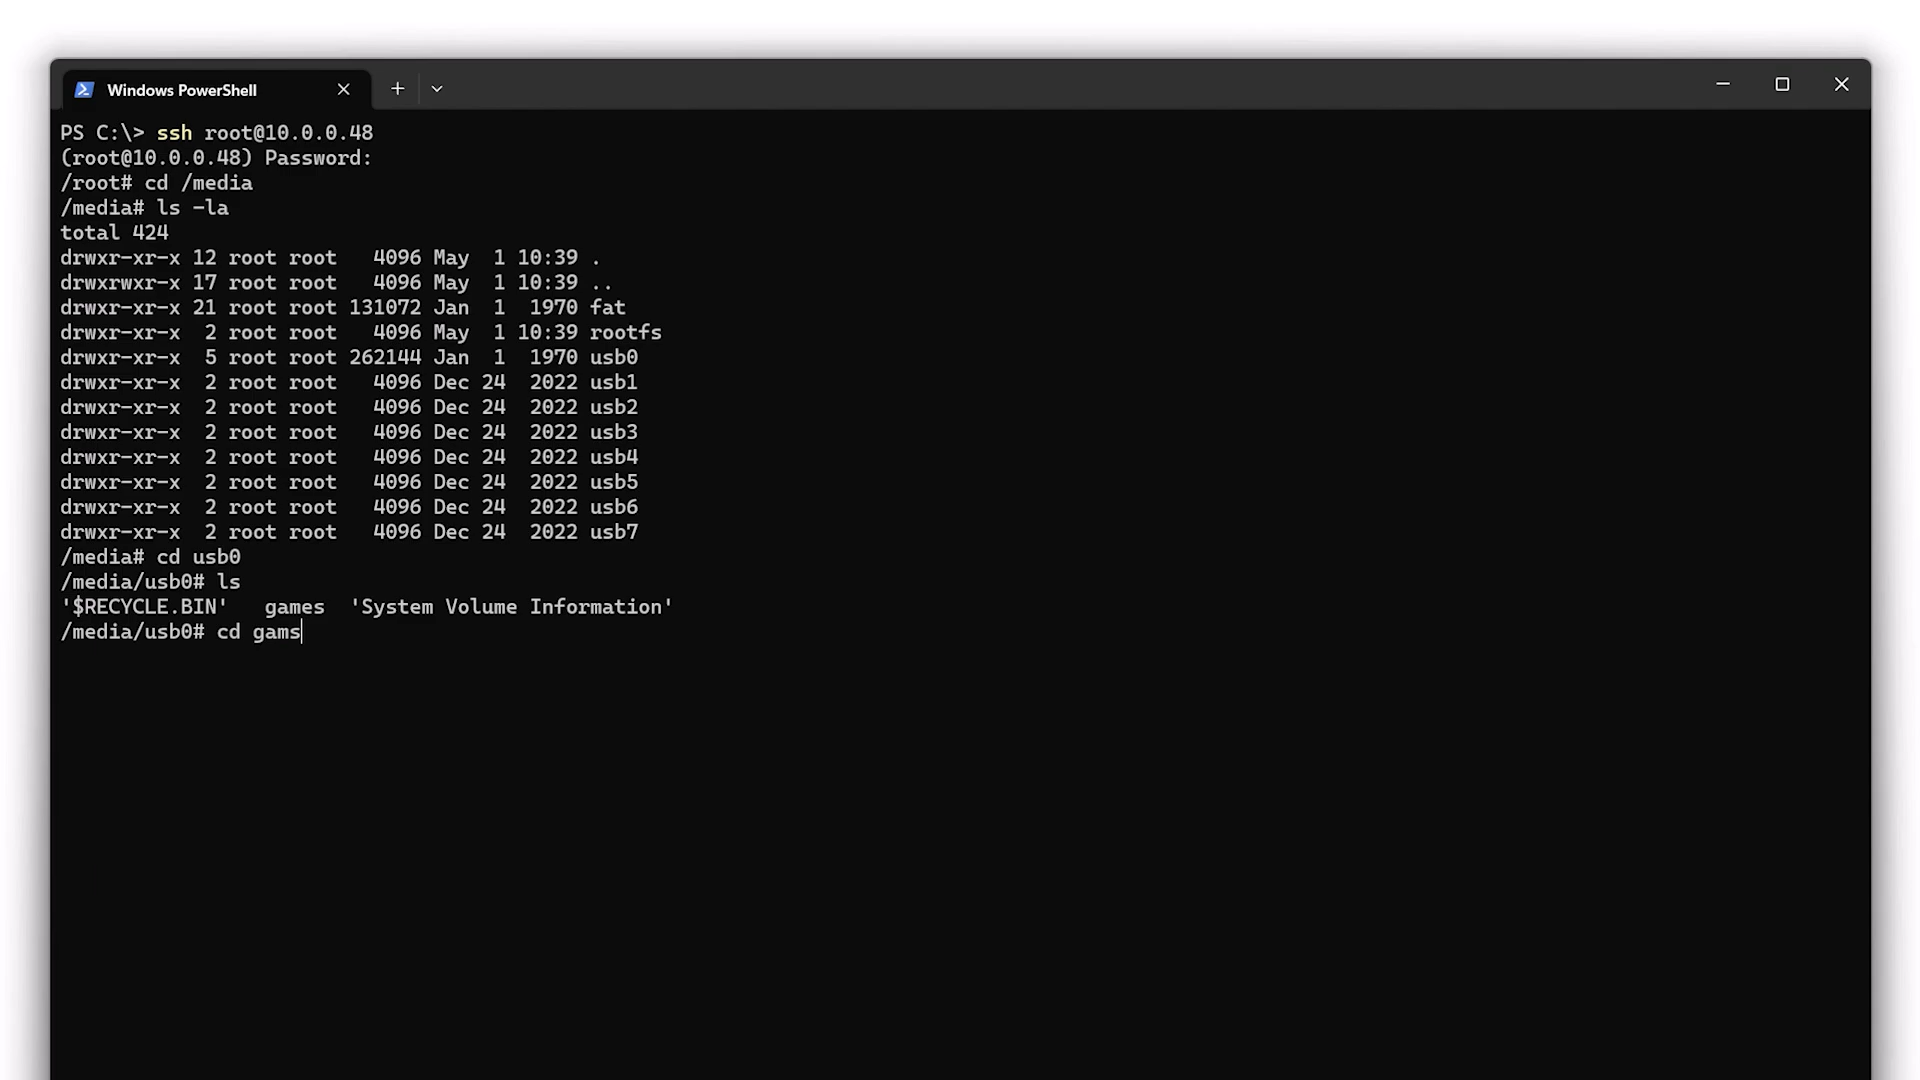 Windows PowerShell
PS C:\> ssh root@10.0.0.48
(root@10.0.0.48) Password:
/root# cd /media
/media# ls -la
total 424
drwxr-xr-x 12 root root   4096 May  1 10:39 .
drwxrwxr-x 17 root root   4096 May  1 10:39 ..
drwxr-xr-x 21 root root 131072 Jan  1  1970 fat
drwxr-xr-x  2 root root   4096 May  1 10:39 rootfs
drwxr-xr-x  5 root root 262144 Jan  1  1970 usb0
drwxr-xr-x  2 root root   4096 Dec 24  2022 usb1
drwxr-xr-x  2 root root   4096 Dec 24  2022 usb2
drwxr-xr-x  2 root root   4096 Dec 24  2022 usb3
drwxr-xr-x  2 root root   4096 Dec 24  2022 usb4
drwxr-xr-x  2 root root   4096 Dec 24  2022 usb5
drwxr-xr-x  2 root root   4096 Dec 24  2022 usb6
drwxr-xr-x  2 root root   4096 Dec 24  2022 usb7
/media# cd usb0
/media/usb0# ls
'$RECYCLE.BIN'   games  'System Volume Information'
/media/usb0# cd gams